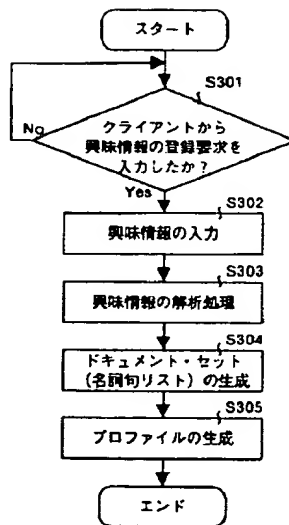 スタート
S301
クライアントから
興味情報の登録要求を
入力したか？
No
Yes
S302
興味情報の入力
S303
興味情報の解析処理
S304
ドキュメント・セット
（名詞句リスト）の生成
S305
プロファイルの生成
エンド